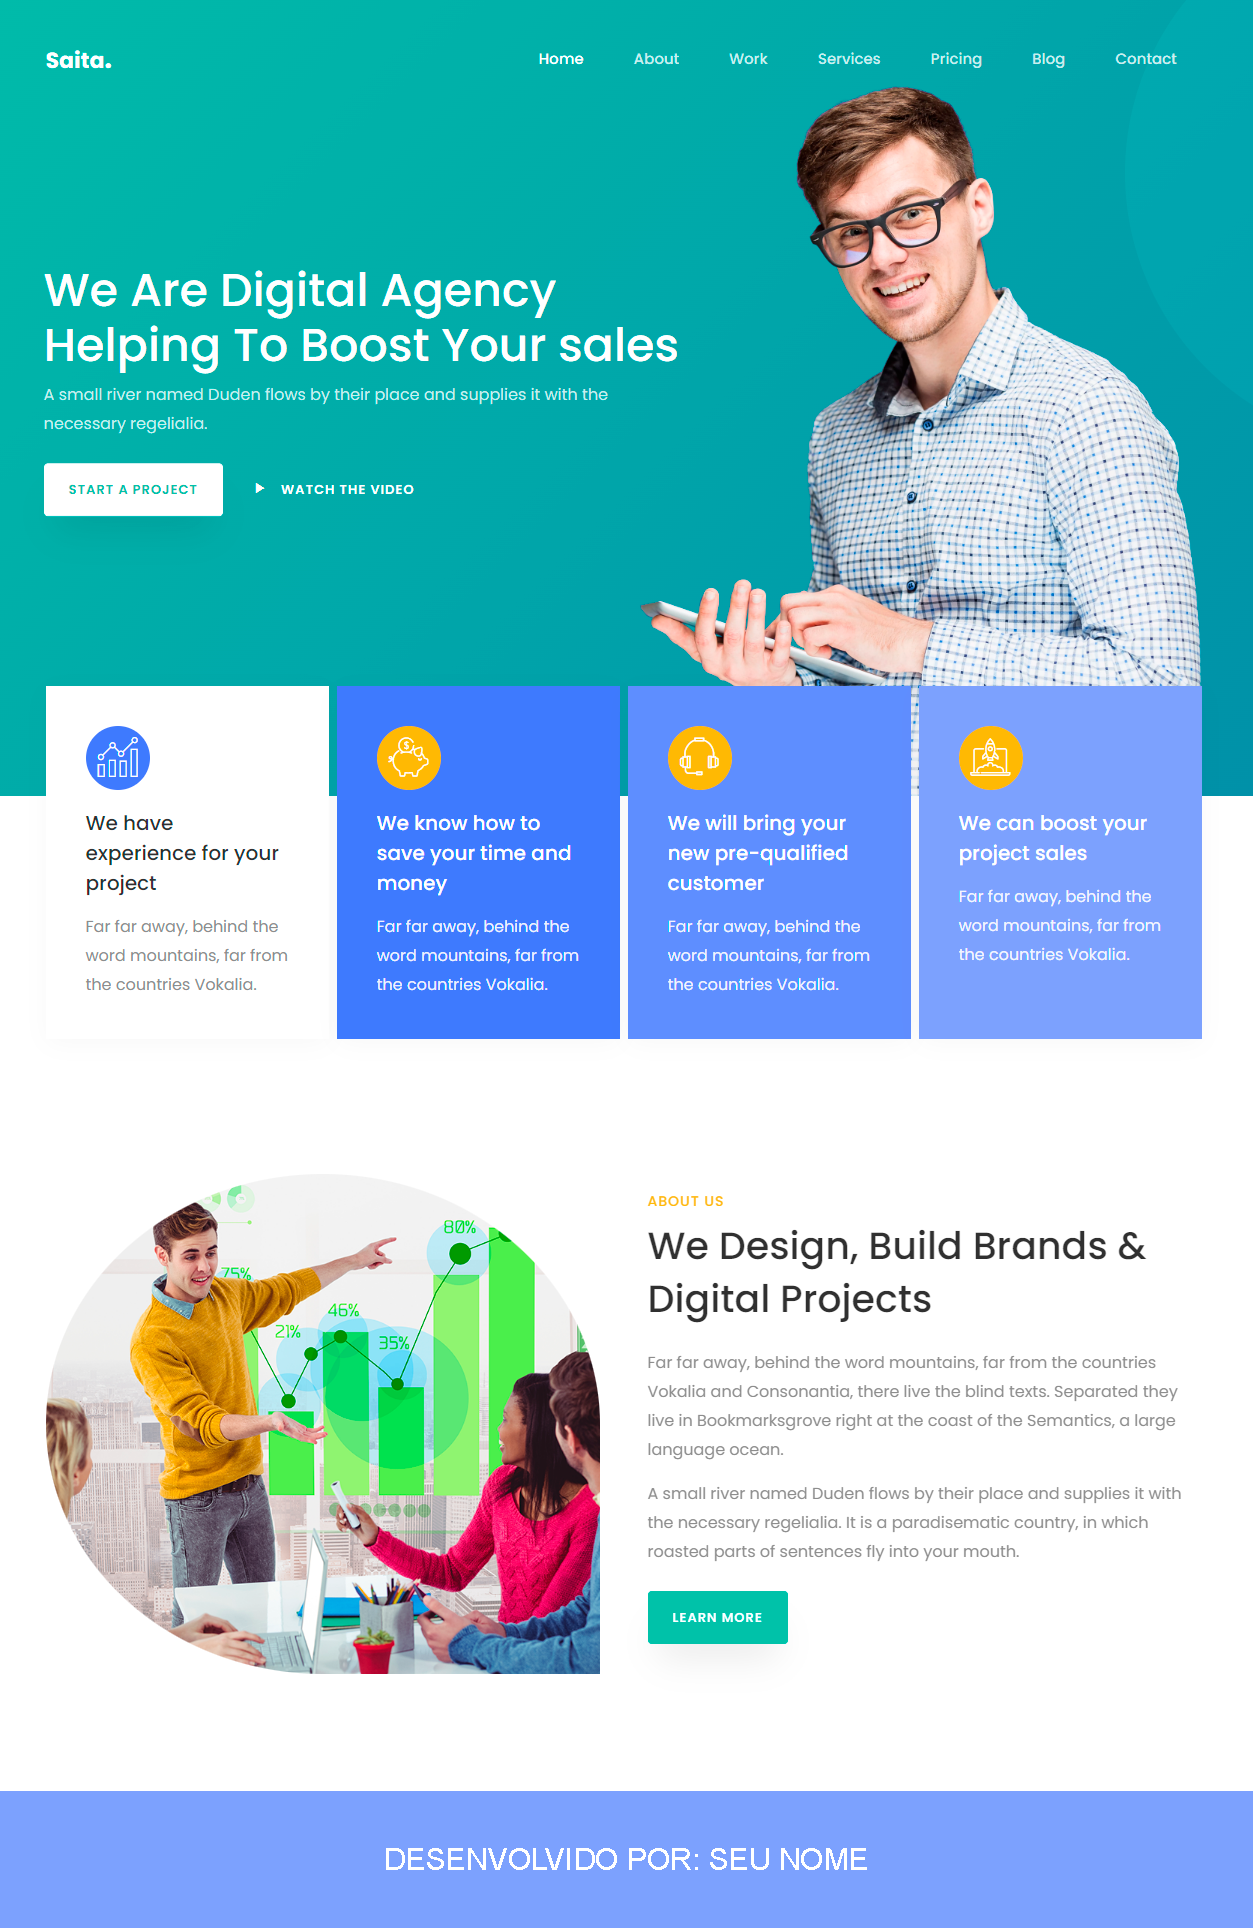 Saita.
Home About Work Services Pricing Blog Contact
We Are Digital Agency
Helping To Boost Your sales
A small river named Duden flows by their place and supplies it with the
necessary regelialia.
START A PROJECT
WATCH THE VIDEO
We have
experience for your
project
Far far away, behind the
word mountains, far from
the countries Vokalia.
We know how to
save your time and
money
Far far away, behind the
word mountains, far from
the countries Vokalia.
We will bring your
new pre-qualified
customer
Far far away, behind the
word mountains, far from
the countries Vokalia.
We can boost your
project sales
Far far away, behind the
word mountains, far from
the countries Vokalia.
75%
21%
46%
35%
80%
ABOUT US
We Design, Build Brands &
Digital Projects
Far far away, behind the word mountains, far from the countries
Vokalia and Consonantia, there live the blind texts. Separated they
live in Bookmarksgrove right at the coast of the Semantics, a large
language ocean.
A small river named Duden flows by their place and supplies it with
the necessary regelialia. It is a paradisematic country, in which
roasted parts of sentences fly into your mouth.
LEARN MORE
DESENVOLVIDO POR: SEU NOME